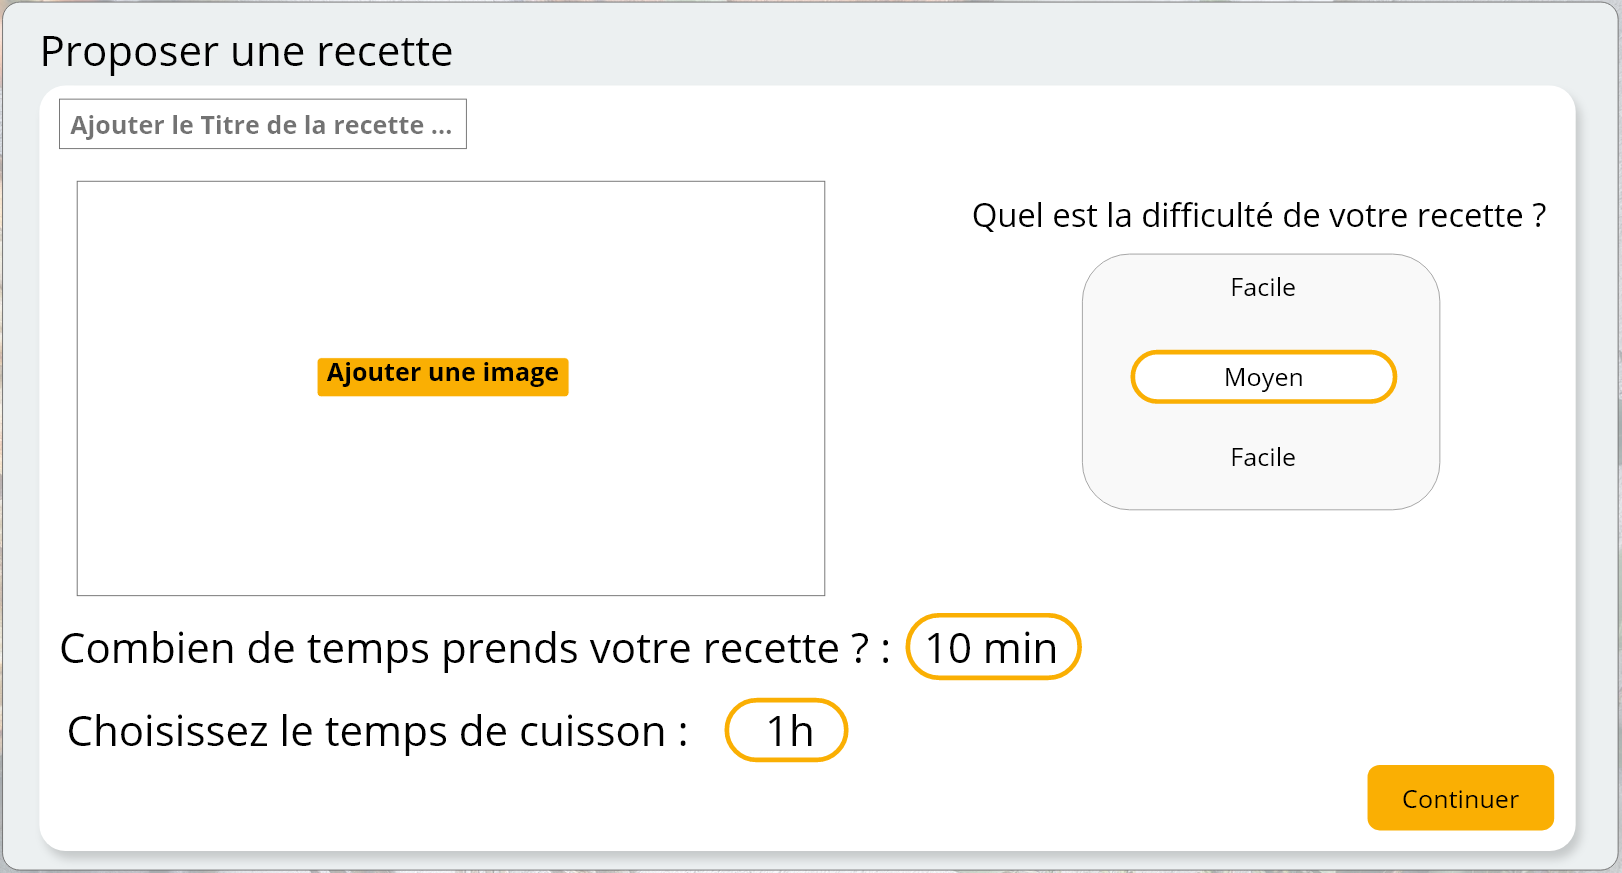 Proposer une recette
Ajouter le Titre de la recette ...
Quel est la difficulté de votre recette ?
Facile
Ajouter une image
Moyen
Facile
Combien de temps prends votre recette ? : 10 min
Choisissez le temps de cuisson : 1h
Continuer